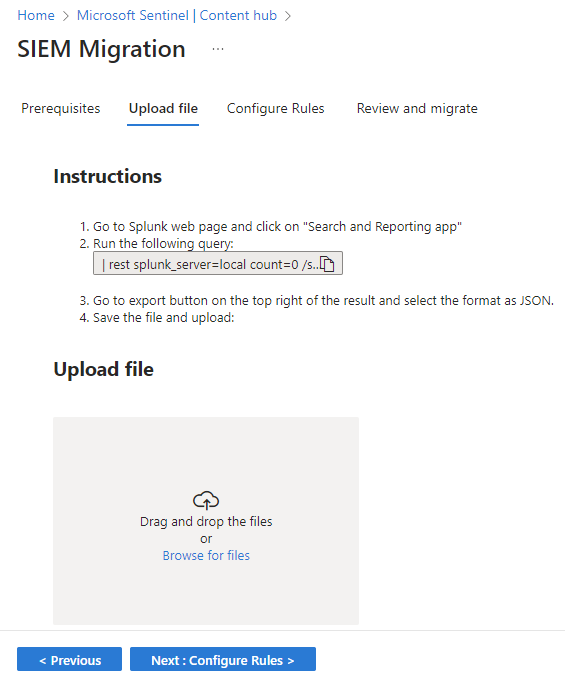 Home > Microsoft Sentinel | Content hub >
SIEM Migration ...
Prerequisites Upload file Configure Rules Review and migrate
Instructions
1. Go to Splunk web page and click on "Search and Reporting app"
2. Run the following query:
| rest splunk_server=local count=0 /s..
3. Go to export button on the top right of the result and select the format as JSON.
4. Save the file and upload:
Upload file
Drag and drop the files
or
Browse for files
< Previous Next : Configure Rules >